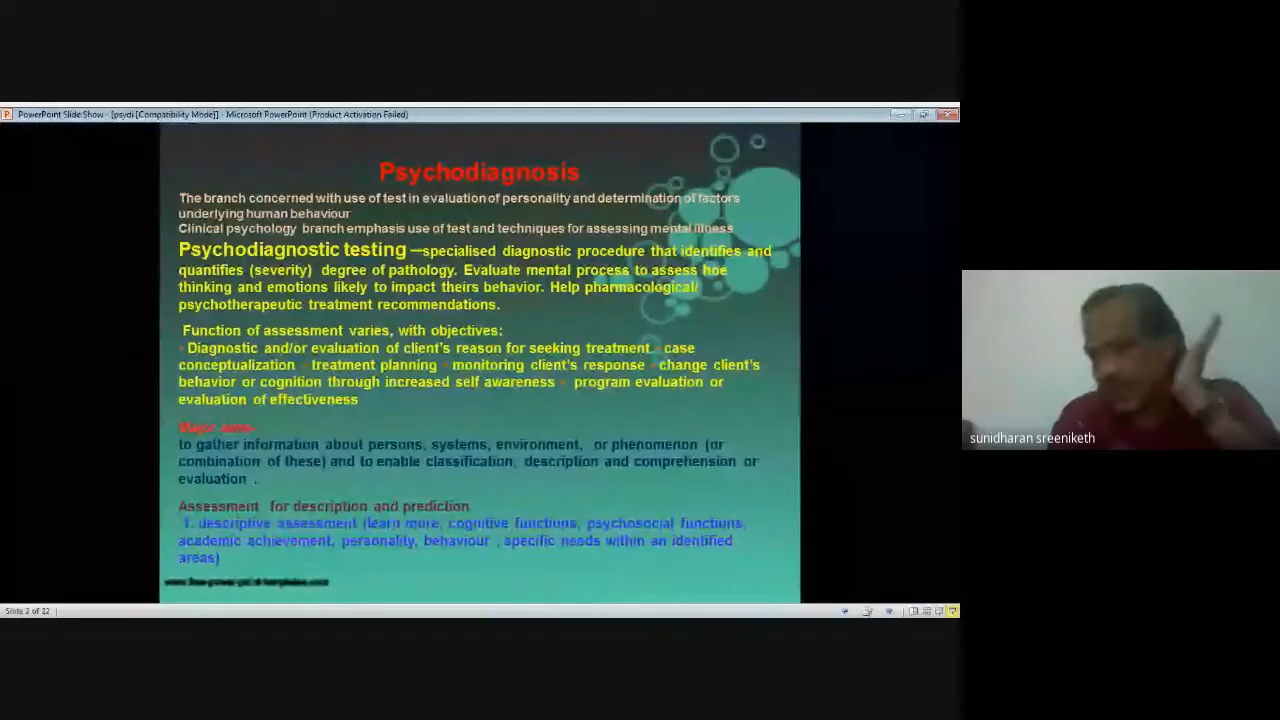 PowerPoint Slide Show - [psydi [Compatibility Mode]] - Microsoft PowerPoint (Product Activation Failed)
Psychodiagnosis
The branch concerned with use of test in evaluation of personality and determination of factors
underlying human behaviour
Clinical psychology branch emphasis use of test and techniques for assessing mental illness
Psychodiagnostic testing –specialised diagnostic procedure that identifies and
quantifies (severity) degree of pathology. Evaluate mental process to assess hoe
thinking and emotions likely to impact theirs behavior. Help pharmacological/
psychotherapeutic treatment recommendations.
Function of assessment varies, with objectives:
• Diagnostic and/or evaluation of client's reason for seeking treatment • case
conceptualization • treatment planning • monitoring client's response • change client's
behavior or cognition through increased self awareness • program evaluation or
evaluation of effectiveness
Major aims-
to gather information about persons, systems, environment, or phenomenon (or
combination of these) and to enable classification, description and comprehension or
evaluation .
Assessment for description and prediction
1. descriptive assessment (learn more, cognitive functions, psychosocial functions,
academic achievement, personality, behaviour , specific needs within an identified
areas)
www.free-power-point-templates.com
Slide 2 of 22
sunidharan sreeniketh